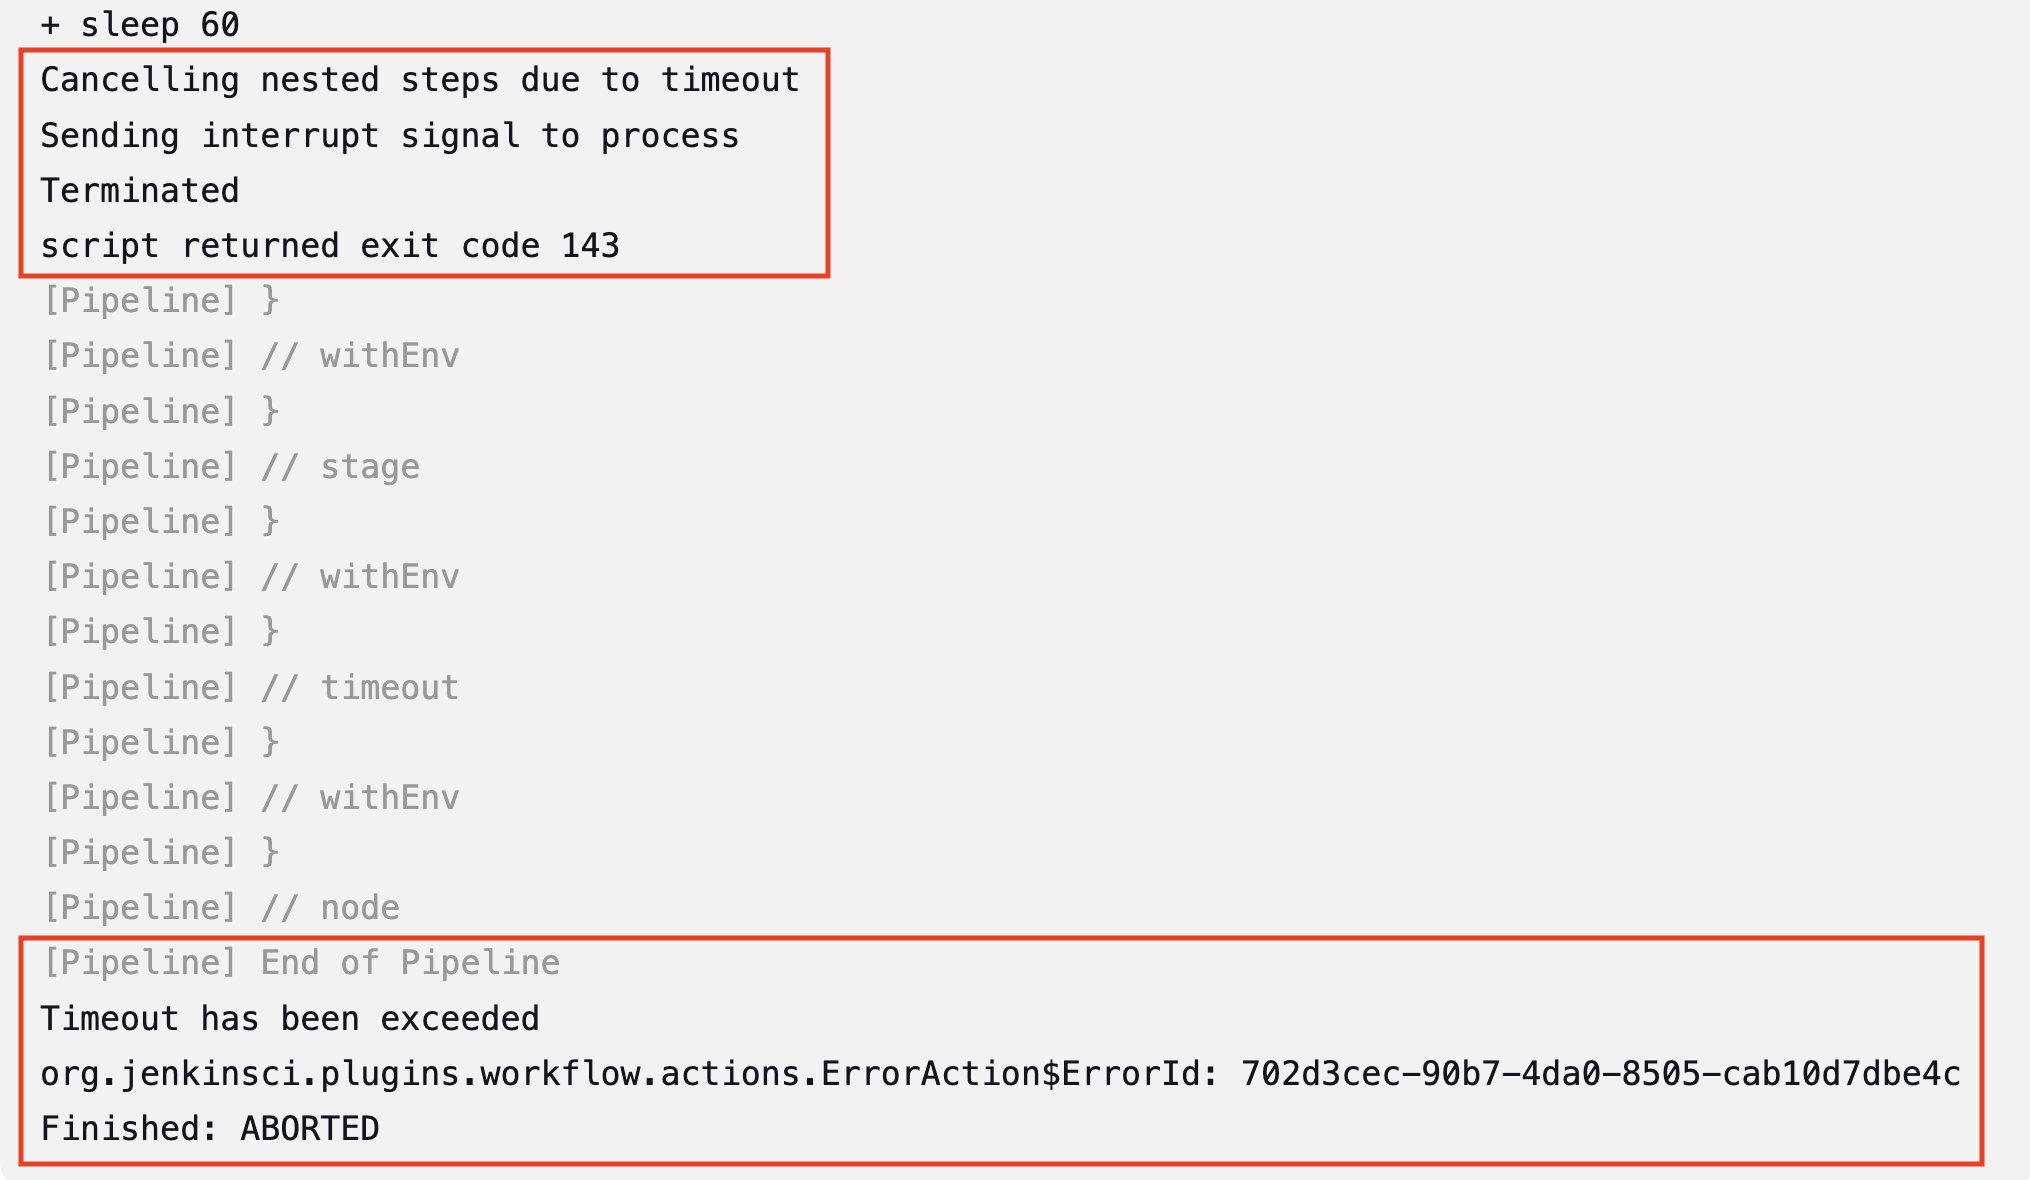 + sleep 60
Cancelling nested steps due to timeout
Sending interrupt signal to process
Terminated
script returned exit code 143
[Pipeline] }
[Pipeline] // withEnv
[Pipeline] }
[Pipeline] // stage
[Pipeline] }
[Pipeline] // withEnv
[Pipeline] }
[Pipeline] // timeout
[Pipeline] }
[Pipeline] // withEnv
[Pipeline] }
[Pipeline] // node
[Pipeline] End of Pipeline
Timeout has been exceeded
org.jenkinsci.plugins.workflow.actions.ErrorAction$ErrorId: 702d3cec-90b7-4da0-8505-cab10d7dbe4c
Finished: ABORTED